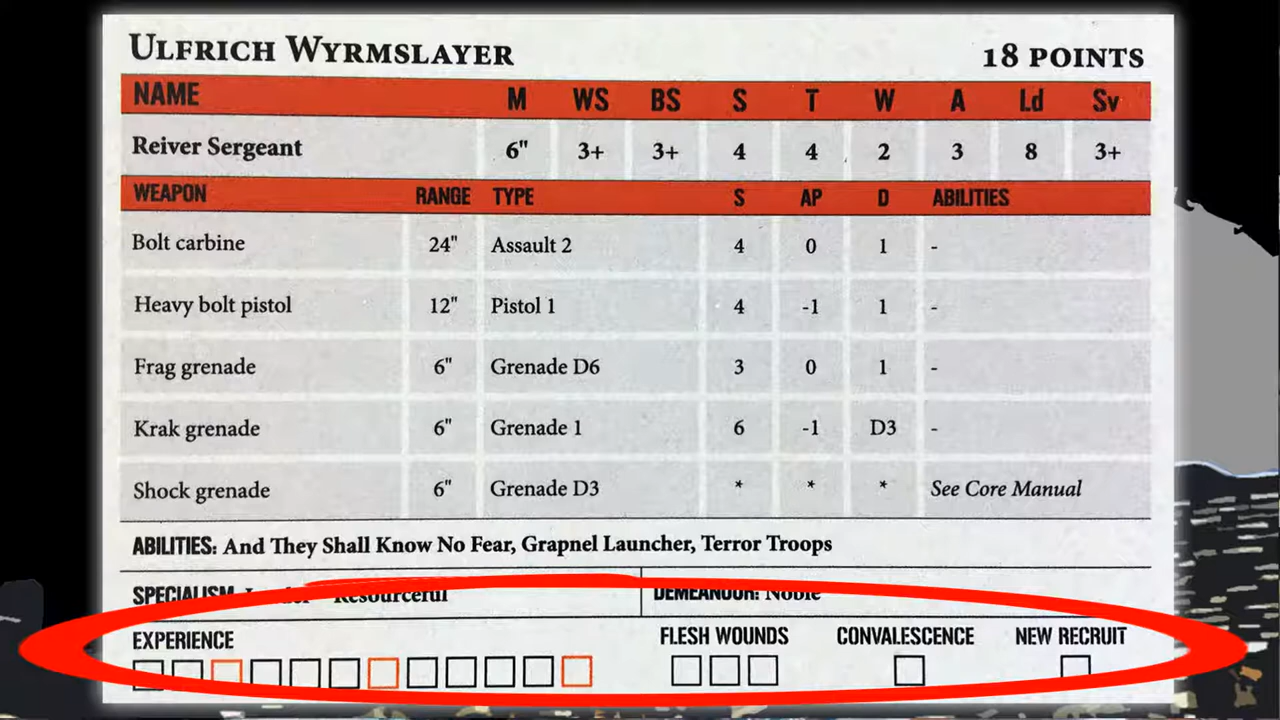 ULFRICH WYRMSLAYER 18 POINTS
NAME M WS BS S T W A Ld Sv
Reiver Sergeant 6" 3+ 3+ 4 4 2 3 8 3+
WEAPON RANGE TYPE S AP D ABILITIES
Bolt carbine 24" Assault 2 4 0 1 -
Heavy bolt pistol 12" Pistol 1 4 -1 1 -
Frag grenade 6" Grenade D6 3 0 1 -
Krak grenade 6" Grenade 1 6 -1 D3 -
Shock grenade 6" Grenade D3 * * * See Core Manual
ABILITIES: And They Shall Know No Fear, Grapnel Launcher, Terror Troops
SPECIALISM Resourceful DEMEANOUR: Noble
EXPERIENCE FLESH WOUNDS CONVALESCENCE NEW RECRUIT